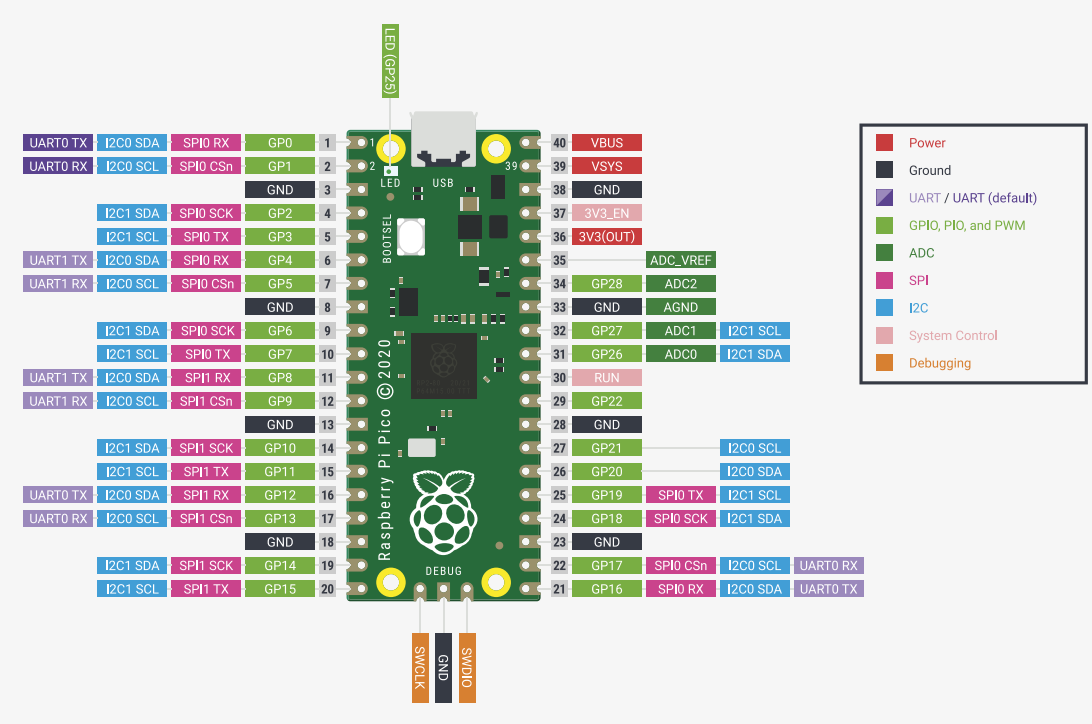 LED (GP25)
UART0 TX I2C0 SDA SPI0 RX GP0 1
UART0 RX I2C0 SCL SPI0 CSn GP1 2
GND 3
I2C1 SDA SPI0 SCK GP2 4
I2C1 SCL SPI0 TX GP3 5
UART1 TX I2C0 SDA SPI0 RX GP4 6
UART1 RX I2C0 SCL SPI0 CSn GP5 7
GND 8
I2C1 SDA SPI0 SCK GP6 9
I2C1 SCL SPI0 TX GP7 10
UART1 TX I2C0 SDA SPI1 RX GP8 11
UART1 RX I2C0 SCL SPI1 CSn GP9 12
GND 13
I2C1 SDA SPI1 SCK GP10 14
I2C1 SCL SPI1 TX GP11 15
UART0 TX I2C0 SDA SPI1 RX GP12 16
UART0 RX I2C0 SCL SPI1 CSn GP13 17
GND 18
I2C1 SDA SPI1 SCK GP14 19
I2C1 SCL SPI1 TX GP15 20
1
2
39
LED
USB
BOOTSEL
Raspberry Pi Pico © 2020
DEBUG
SWCLK
GND
SWDIO
40 VBUS
39 VSYS
38 GND
37 3V3_EN
36 3V3(OUT)
35 ADC_VREF
34 GP28 ADC2
33 GND AGND
32 GP27 ADC1 I2C1 SCL
31 GP26 ADC0 I2C1 SDA
30 RUN
29 GP22
28 GND
27 GP21 I2C0 SCL
26 GP20 I2C0 SDA
25 GP19 SPI0 TX I2C1 SCL
24 GP18 SPI0 SCK I2C1 SDA
23 GND
22 GP17 SPI0 CSn I2C0 SCL UART0 RX
21 GP16 SPI0 RX I2C0 SDA UART0 TX
Power
Ground
UART / UART (default)
GPIO, PIO, and PWM
ADC
SPI
I2C
System Control
Debugging